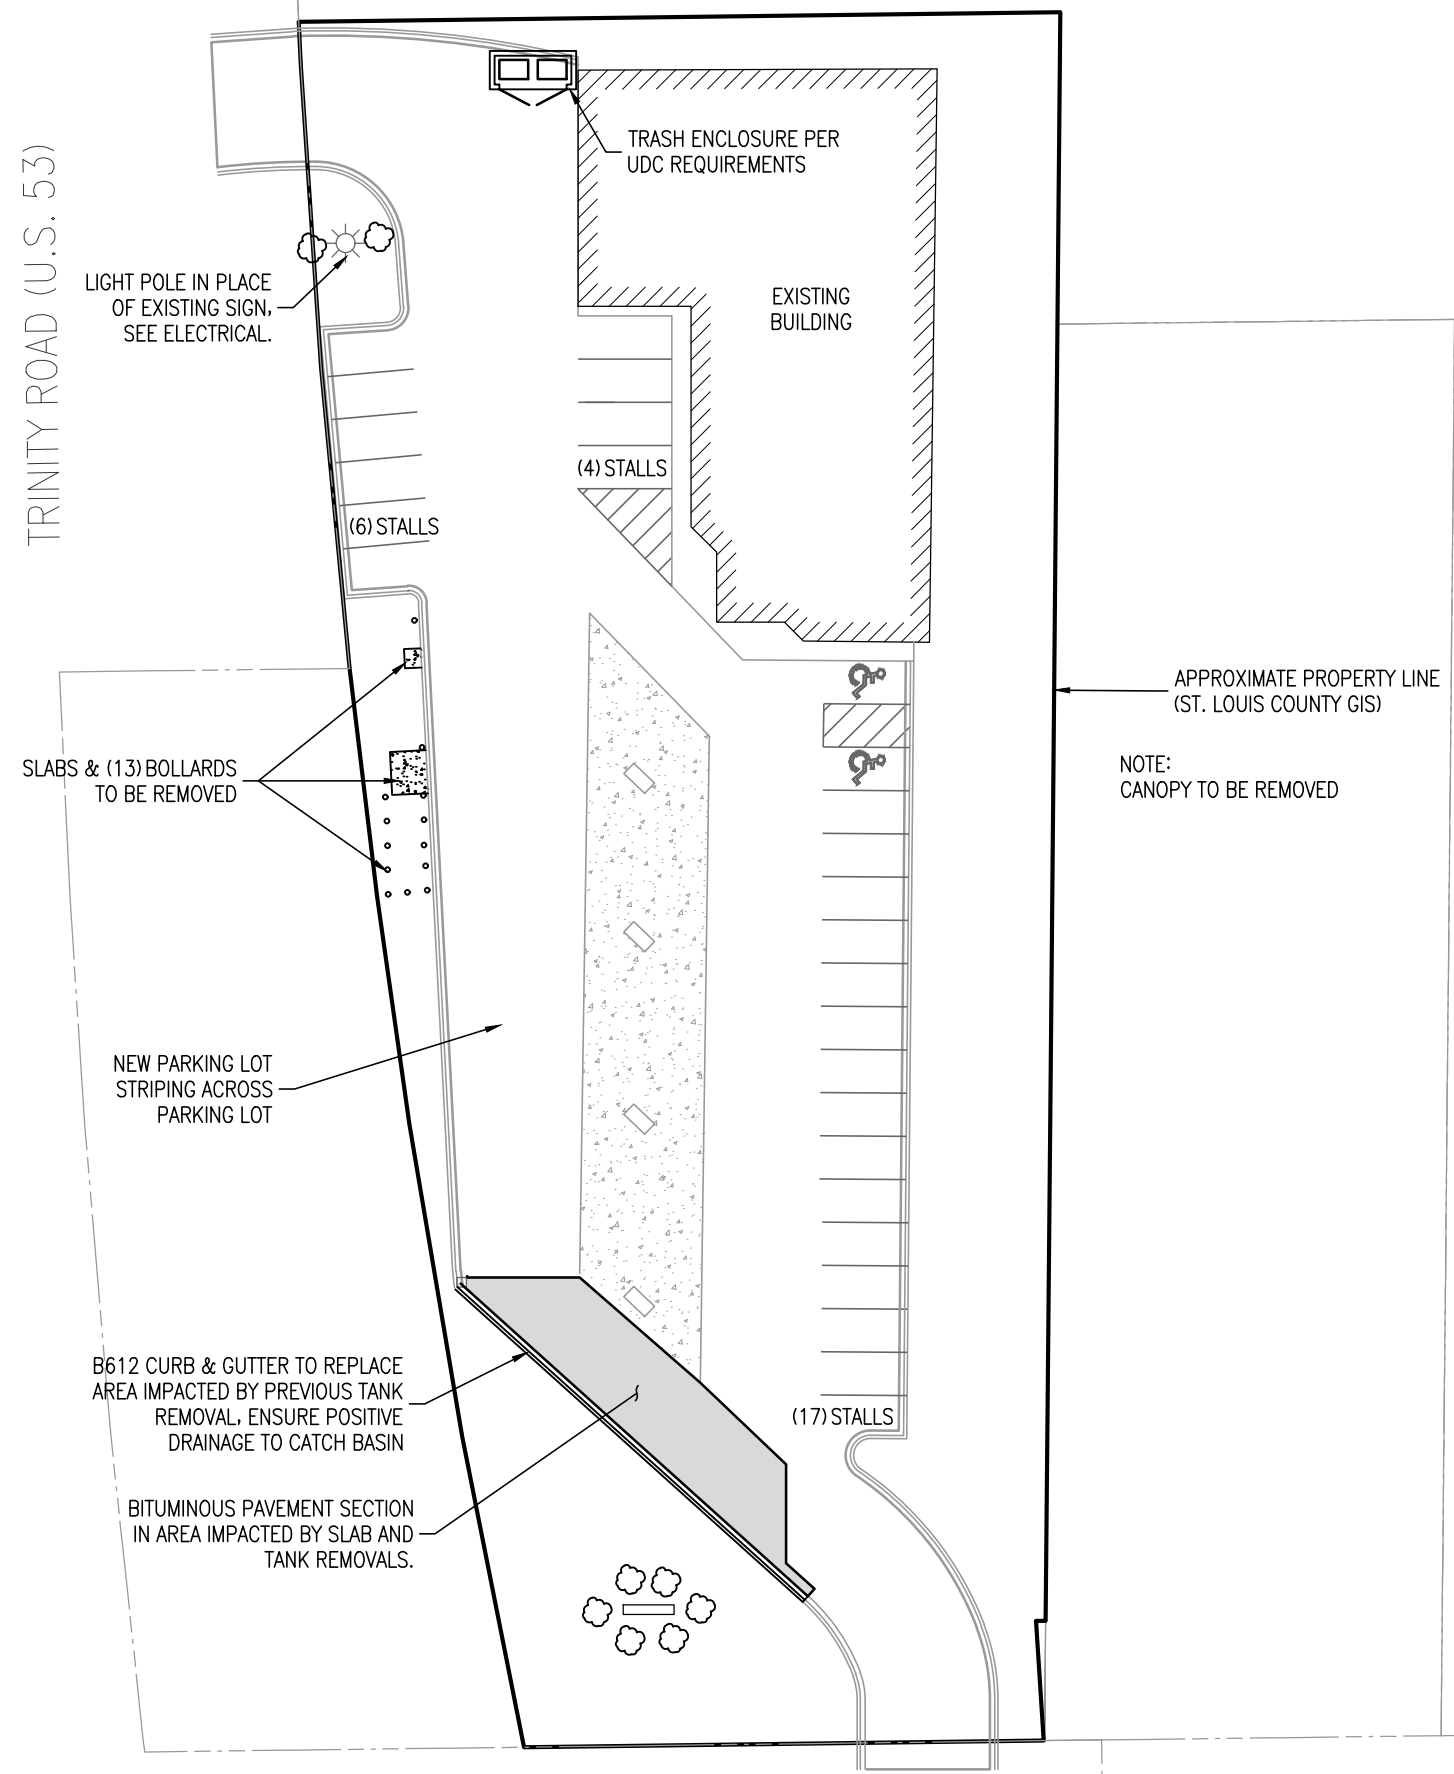 TRASH ENCLOSURE PER
UDC REQUIREMENTS
TRINITY ROAD (U.S. 53)
LIGHT POLE IN PLACE
OF EXISTING SIGN,
SEE ELECTRICAL.
EXISTING
BUILDING
(4) STALLS
(6) STALLS
APPROXIMATE PROPERTY LINE
(ST. LOUIS COUNTY GIS)
NOTE:
CANOPY TO BE REMOVED
SLABS & (13) BOLLARDS
TO BE REMOVED
NEW PARKING LOT
STRIPING ACROSS
PARKING LOT
B612 CURB & GUTTER TO REPLACE
AREA IMPACTED BY PREVIOUS TANK
REMOVAL, ENSURE POSITIVE
DRAINAGE TO CATCH BASIN
(17) STALLS
BITUMINOUS PAVEMENT SECTION
IN AREA IMPACTED BY SLAB AND
TANK REMOVALS.